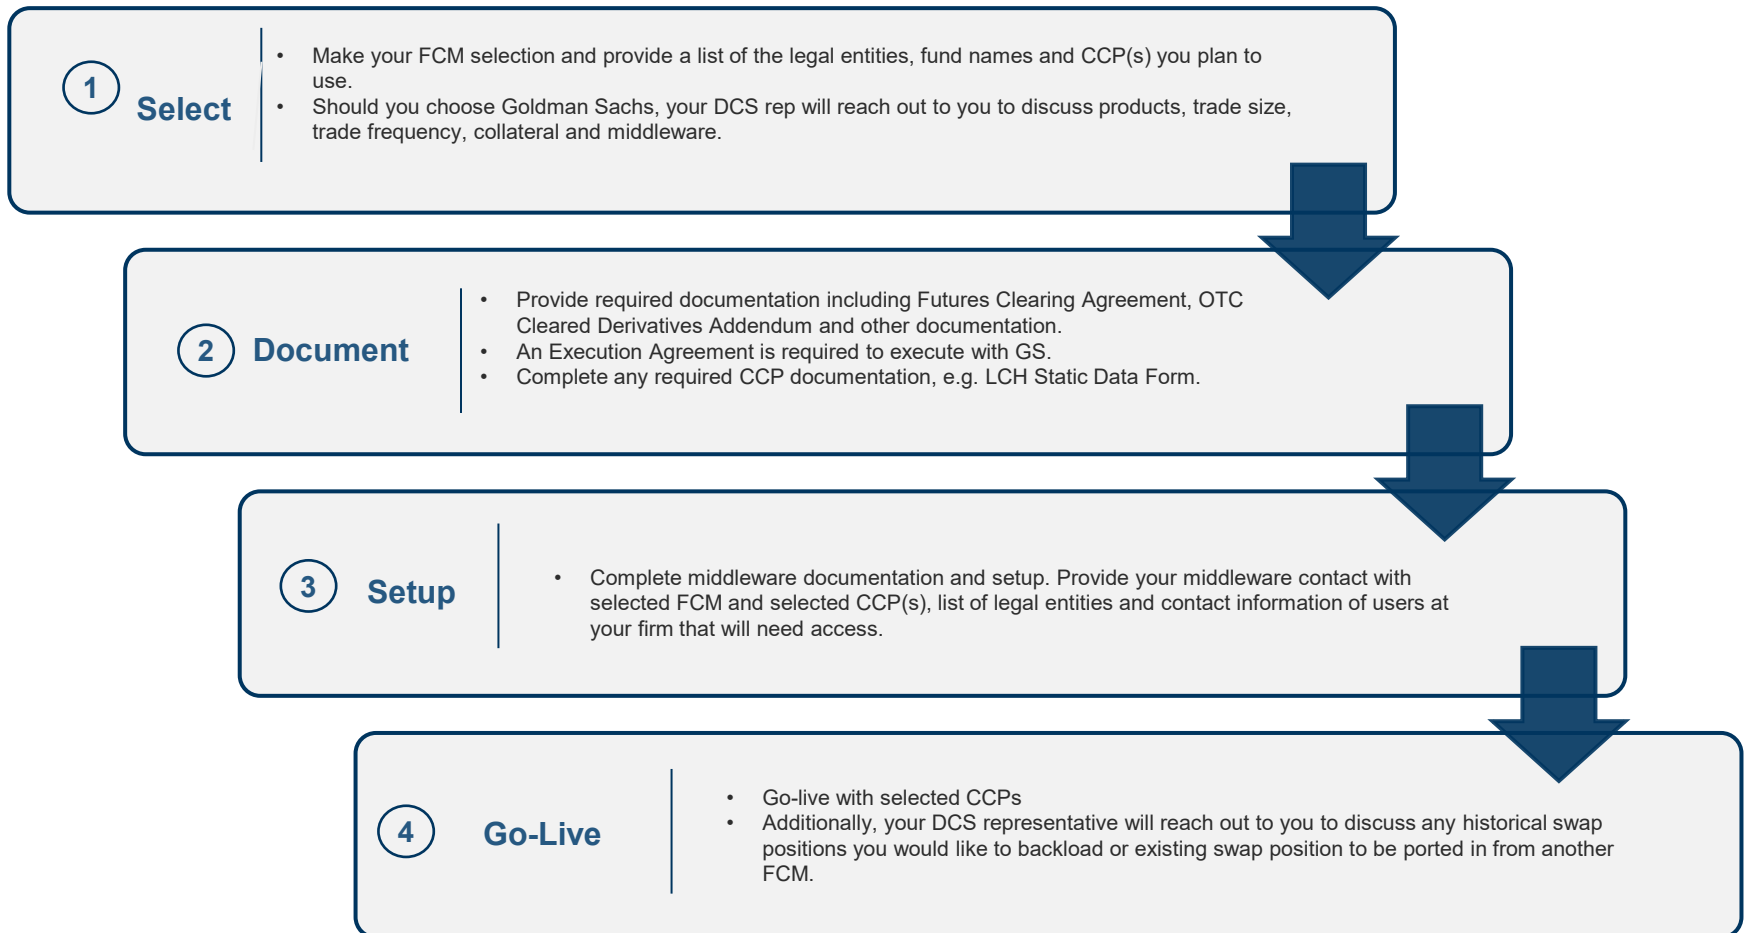 1
Select
• Make your FCM selection and provide a list of the legal entities, fund names and CCP(s) you plan to
use.
• Should you choose Goldman Sachs, your DCS rep will reach out to you to discuss products, trade size,
trade frequency, collateral and middleware.
2
Document
• Provide required documentation including Futures Clearing Agreement, OTC
Cleared Derivatives Addendum and other documentation.
• An Execution Agreement is required to execute with GS.
• Complete any required CCP documentation, e.g. LCH Static Data Form.
3
Setup
• Complete middleware documentation and setup. Provide your middleware contact with
selected FCM and selected CCP(s), list of legal entities and contact information of users at
your firm that will need access.
4
Go-Live
• Go-live with selected CCPs
• Additionally, your DCS representative will reach out to you to discuss any historical swap
positions you would like to backload or existing swap position to be ported in from another
FCM.